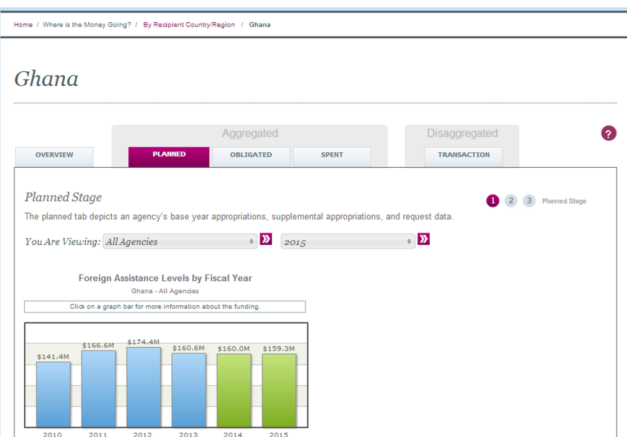 Home / Where is the Money Going? / By Recipient Country/Region / Ghana
Ghana
Aggregated
Disaggregated
?
OVERVIEW
PLANNED
OBLIGATED
SPENT
TRANSACTION
Planned Stage
1 2 3 Planned Stage
The planned tab depicts an agency's base year appropriations, supplemental appropriations, and request data.
You Are Viewing: All Agencies 2015
Foreign Assistance Levels by Fiscal Year
Ghana - All Agencies
Click on a graph bar for more information about the funding.
$141.4M $166.6M $174.4M $160.6M $160.0M $159.3M
2010 2011 2012 2013 2014 2015